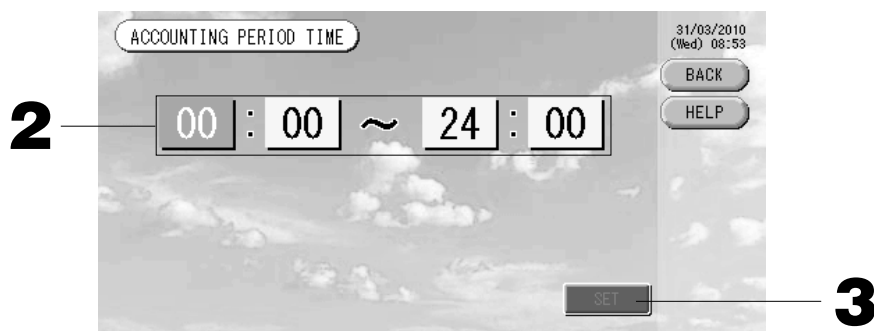 ACCOUNTING PERIOD TIME
31/03/2010
(Wed) 08:53
BACK
HELP
2
00 : 00 ～ 24 : 00
SET
3